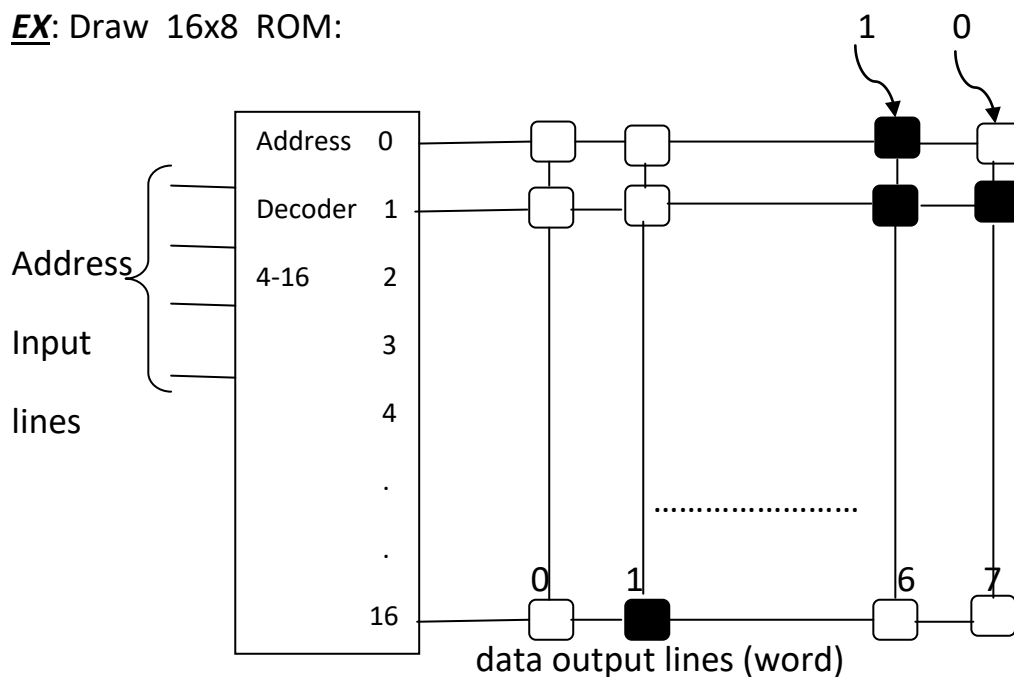 EX: Draw 16x8 ROM:
1 0
Address 0
Decoder 1
4-16 2
3
4
.
.
16
Address
Input
lines
........................
0 1 6 7
data output lines (word)